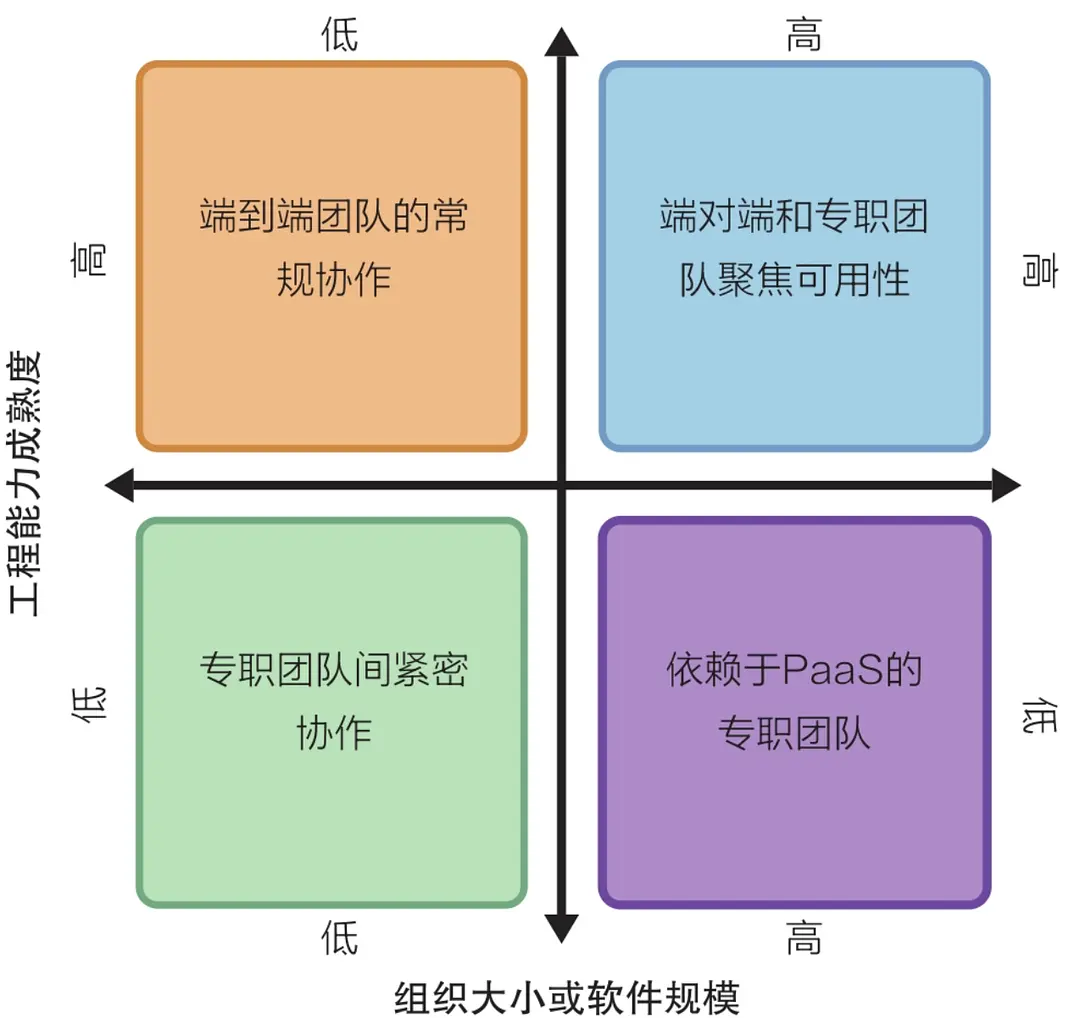 低
高
端到端团队的常
规协作
端对端和专职团
队聚焦可用性
高
高
工程能力成熟度
专职团队间紧密
协作
依赖于PaaS的
专职团队
低
低
低
高
组织大小或软件规模